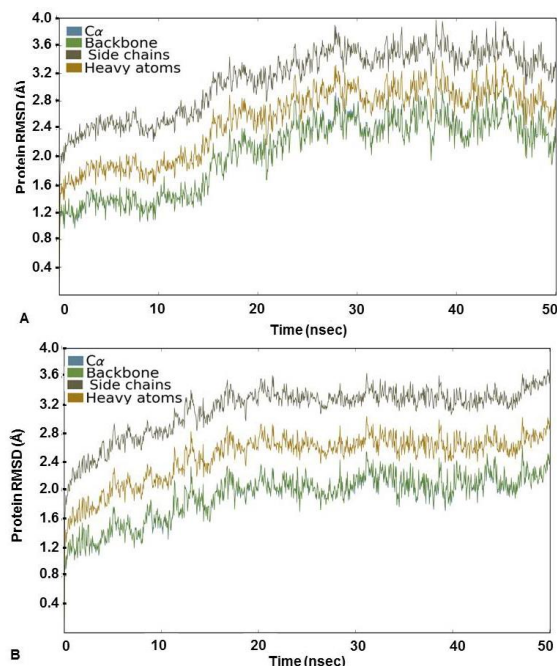 4.0
3.6
3.2
2.8
2.4
2.0
1.6
1.2
0.8
0.4
Protein RMSD (Å)
Cα
Backbone
Side chains
Heavy atoms
0 10 20 30 40 50
Time (nsec)
A
4.0
3.6
3.2
2.8
2.4
2.0
1.6
1.2
0.8
0.4
Protein RMSD (Å)
Cα
Backbone
Side chains
Heavy atoms
0 10 20 30 40 50
Time (nsec)
B